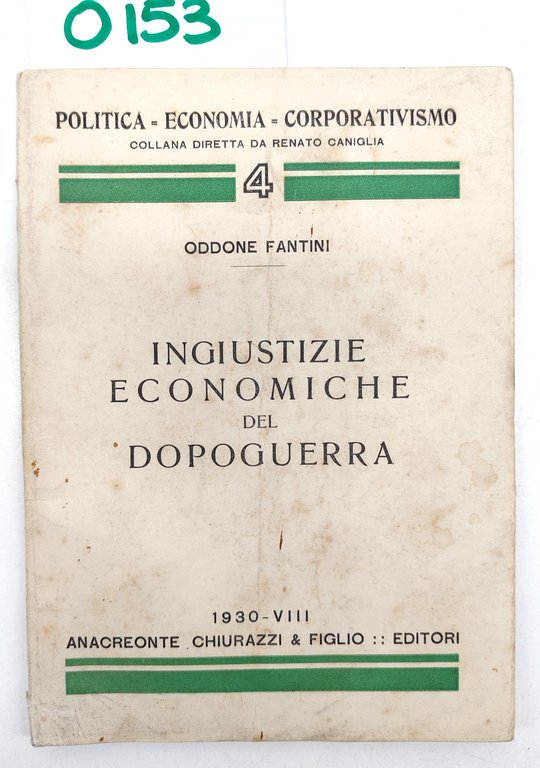 O153
POLITICA = ECONOMIA = CORPORATIVISMO
COLLANA DIRETTA DA RENATO CANIGLIA
4
ODDONE FANTINI
INGIUSTIZIE
ECONOMICHE
DEL
DOPOGUERRA
1930-VIII
ANACREONTE CHIURAZZI & FIGLIO :: EDITORI